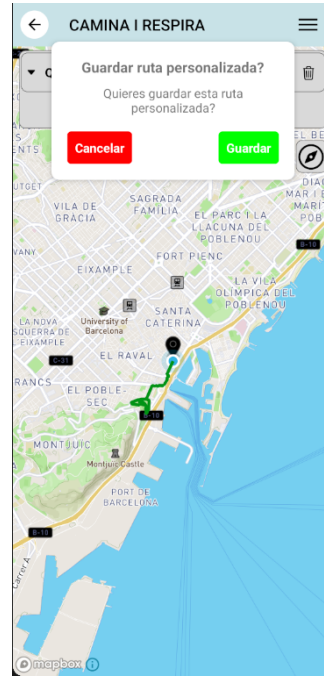 CAMINA I RESPIRA
Guardar ruta personalizada?
Quieres guardar esta ruta
personalizada?
Cancelar
Guardar
VILA DE
GRÀCIA
SAGRADA
FAMÍLIA
EL PARC I LA
LLACUNA DEL
POBLENOU
B-10
FORT PIENC
EIXAMPLE
LA VILA
OLÍMPICA DEL
POBLENOU
University of
Barcelona
SANTA
CATERINA
LA NOVA
ESQUERRA DE
L'EIXAMPLE
C-31
EL RAVAL
EL POBLE-
SEC
B-10
MONTJUÏC
Montjuïc Castle
PORT DE
BARCELONA
B-10
Carrer A
mapbox